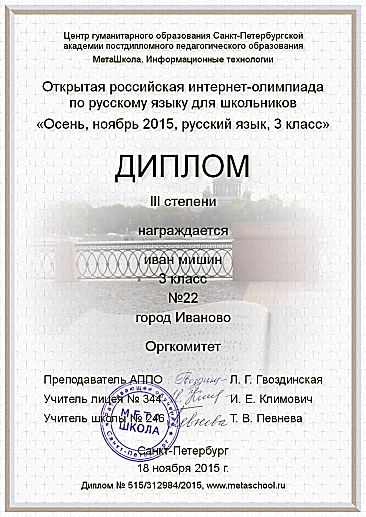 Центр гуманитарного образования Санкт-Петербургской
академии постдипломного педагогического образования
МетаШкола. Информационные технологии
Открытая российская интернет-олимпиада
по русскому языку для школьников
«Осень, ноябрь 2015, русский язык, 3 класс»
ДИПЛОМ
III степени
награждается
иван мишин
3 класс
№22
город Иваново
Оргкомитет
Преподаватель АППО Л. Г. Гвоздинская
Учитель лицея № 344 И. Е. Климович
Учитель школы № 246 Т. В. Певнева
МЕТА
ШКОЛА
Санкт-Петербург
18 ноября 2015 г.
Диплом № 515/312984/2015, www.metaschool.ru